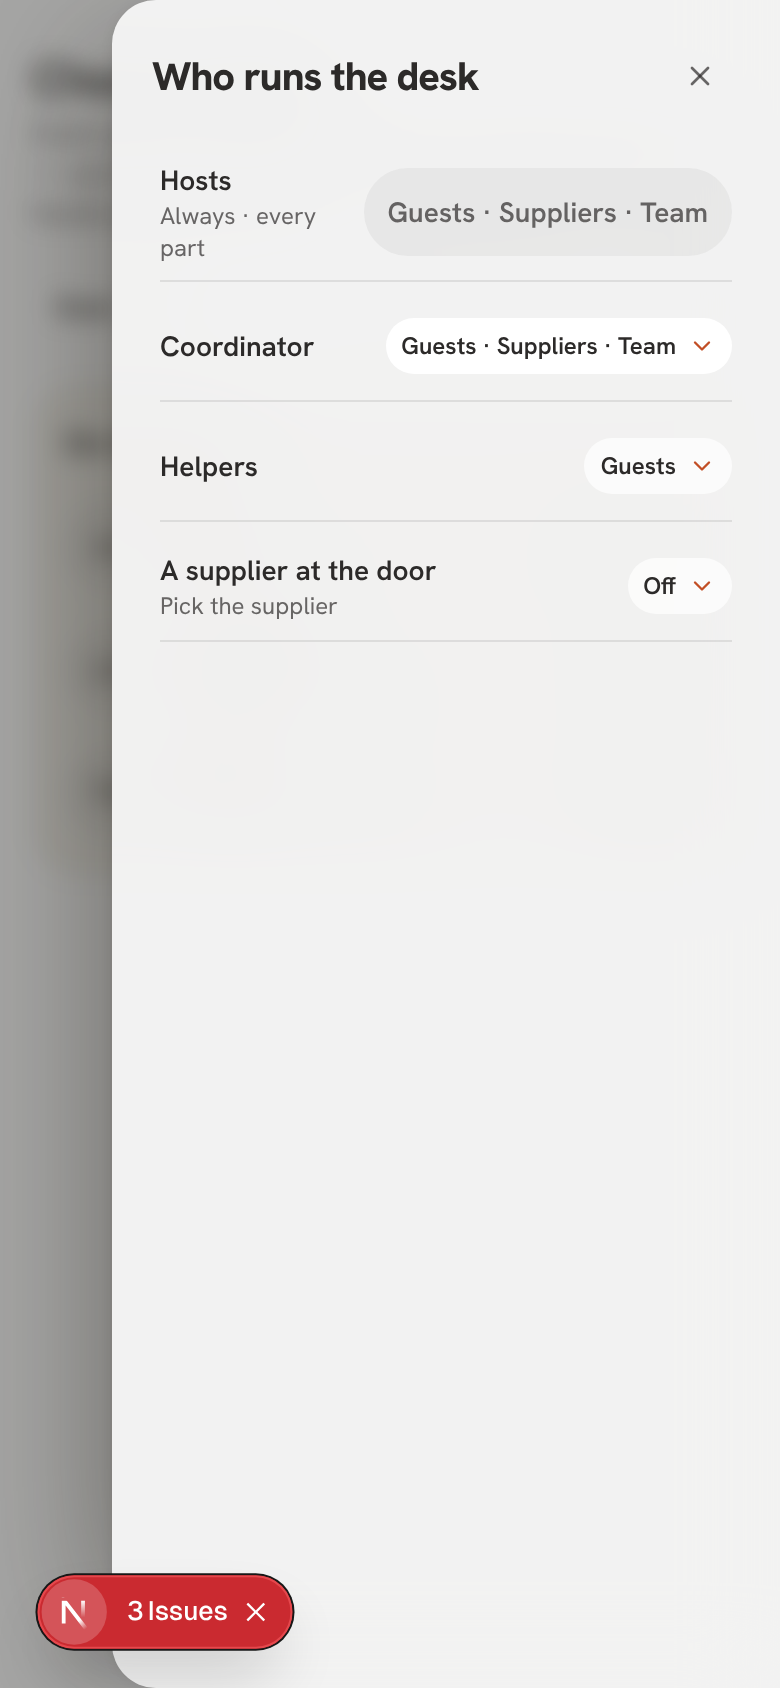 Who runs the desk
Hosts
Always · every
part
Guests · Suppliers · Team
Coordinator
Guests · Suppliers · Team
Helpers
Guests
A supplier at the door
Pick the supplier
Off
N
3 Issues